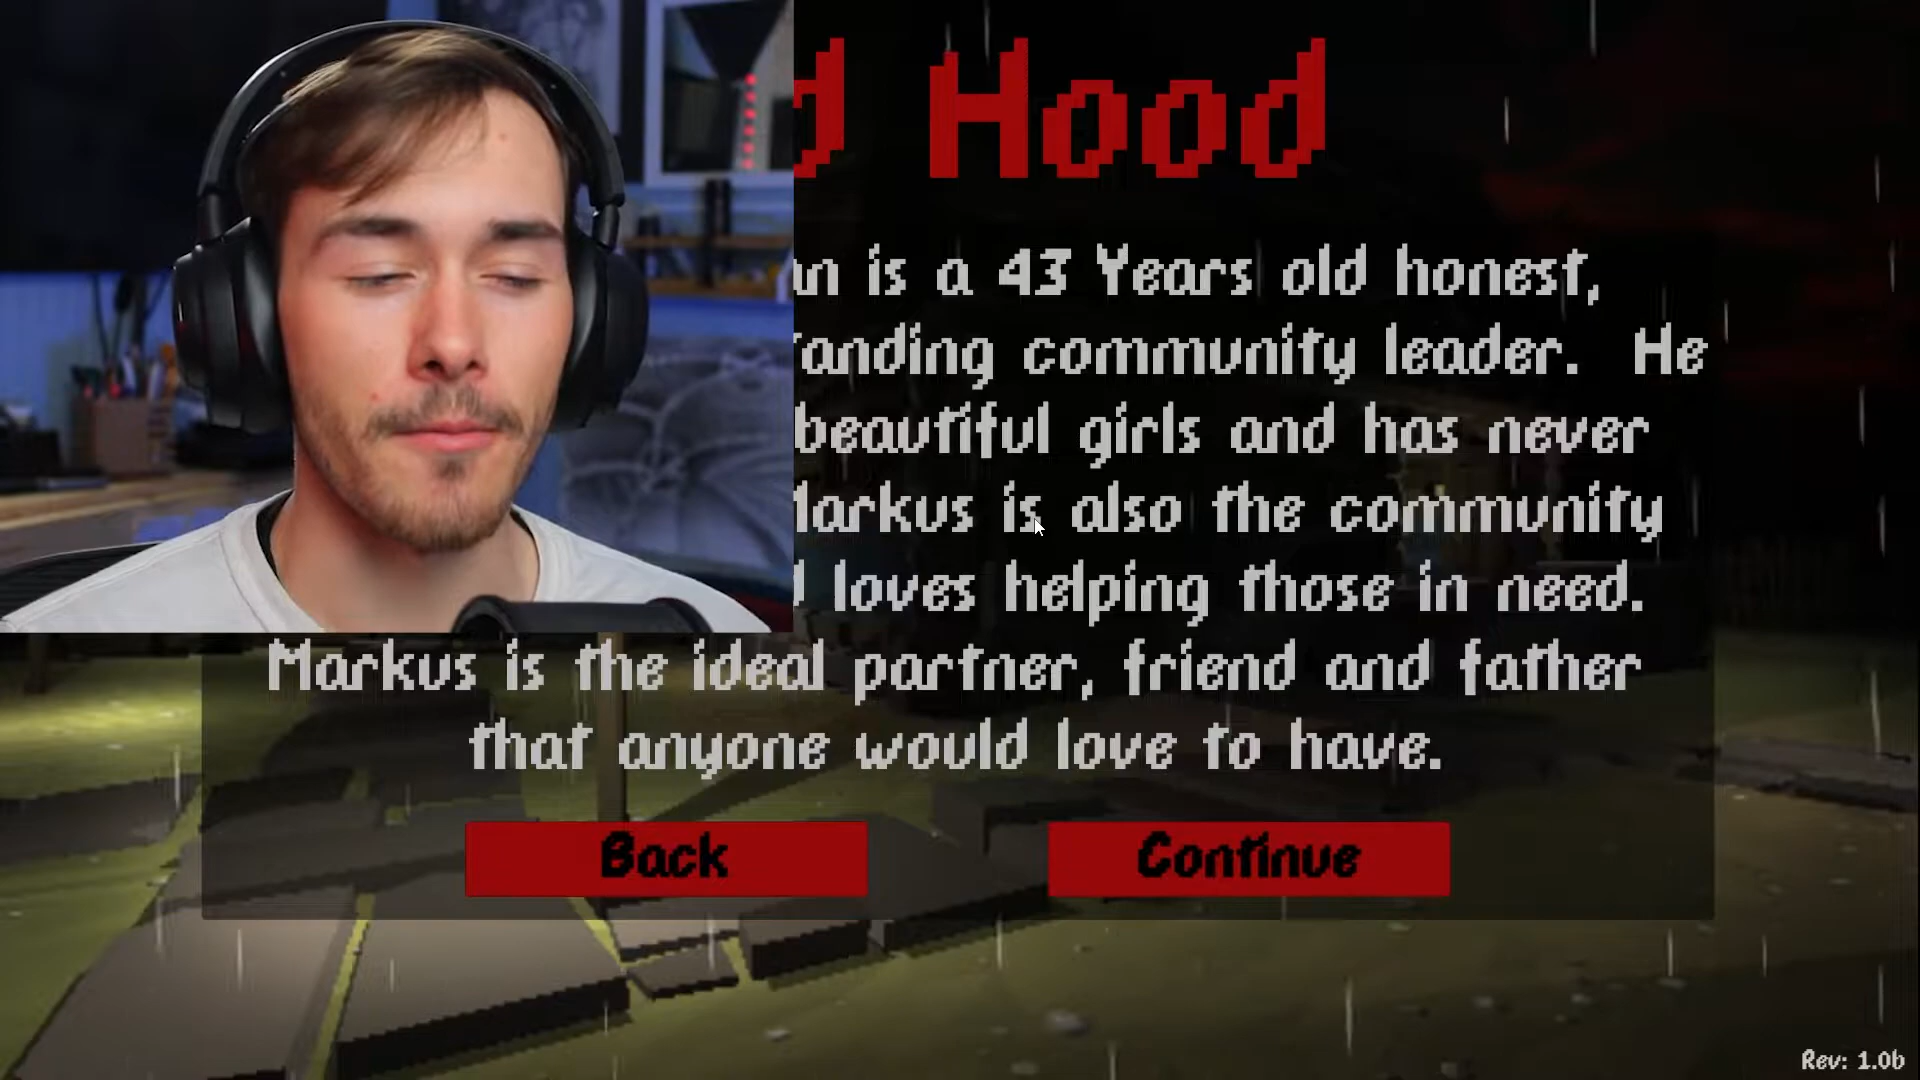 Hood
is a 43 Years old honest,
community leader. He
beautiful girls and has never
is also the community
loves helping those in need.
Markus is the ideal partner, friend and father
that anyone would love to have.
Back
Continue
Rev: 1.0b